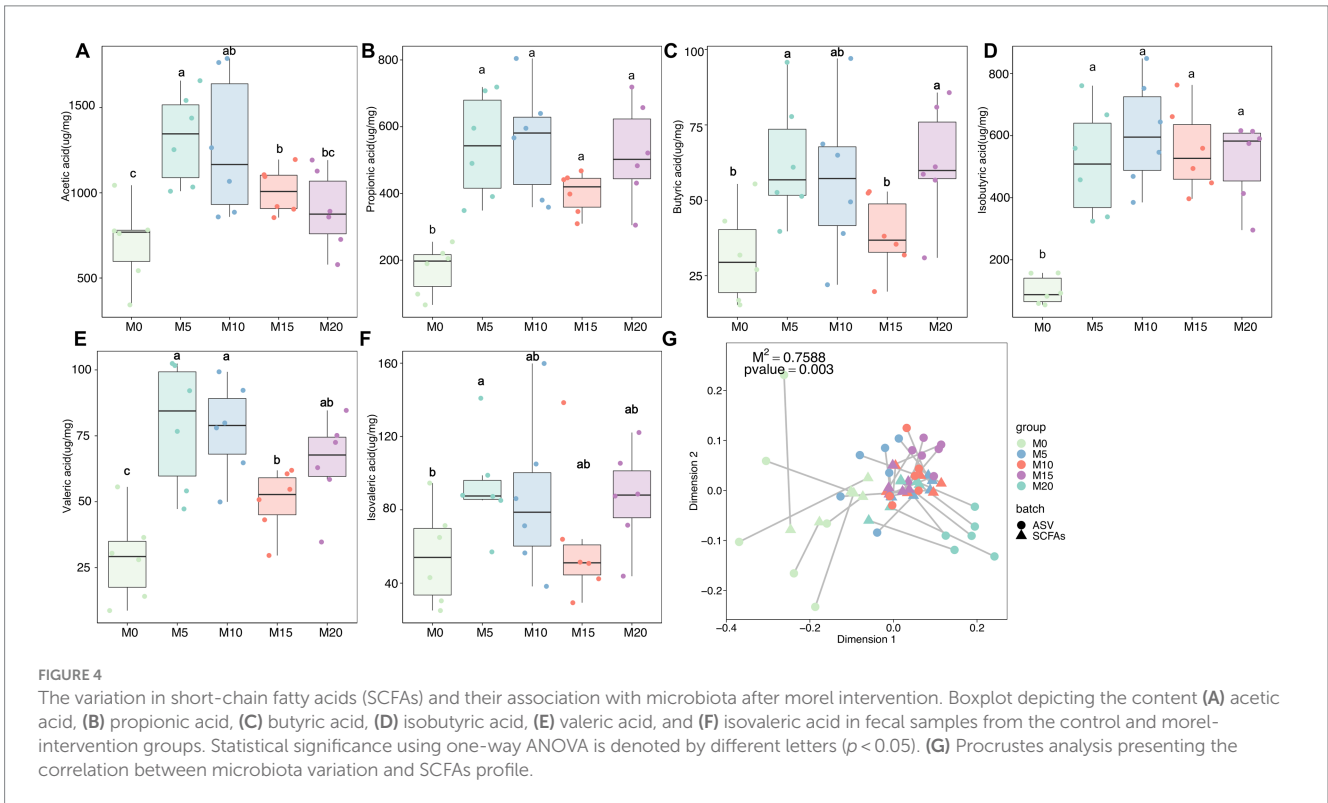 A
Acetic acid(ug/mg)
1500
1000
500
c
a
ab
b
bc
M0 M5 M10 M15 M20
B
Propionic acid(ug/mg)
600
400
200
b
a
a
a
a
M0 M5 M10 M15 M20
C
Butyric acid(ug/mg)
100
75
50
25
b
a
ab
b
a
M0 M5 M10 M15 M20
D
Isobutyric acid(ug/mg)
800
600
400
200
b
a
a
a
a
M0 M5 M10 M15 M20
E
Valeric acid(ug/mg)
100
75
50
25
c
a
a
b
ab
M0 M5 M10 M15 M20
F
Isovaleric acid(ug/mg)
160
120
80
40
b
a
ab
ab
ab
M0 M5 M10 M15 M20
G
M² = 0.7588
pvalue = 0.003
Dimension 2
0.2
0.1
0.0
−0.1
−0.2
−0.4 −0.2 0.0 0.2
Dimension 1
group
M0
M5
M10
M15
M20
batch
ASV
SCFAs
FIGURE 4
The variation in short-chain fatty acids (SCFAs) and their association with microbiota after morel intervention. Boxplot depicting the content (A) acetic
acid, (B) propionic acid, (C) butyric acid, (D) isobutyric acid, (E) valeric acid, and (F) isovaleric acid in fecal samples from the control and morel-
intervention groups. Statistical significance using one-way ANOVA is denoted by different letters (p < 0.05). (G) Procrustes analysis presenting the
correlation between microbiota variation and SCFAs profile.